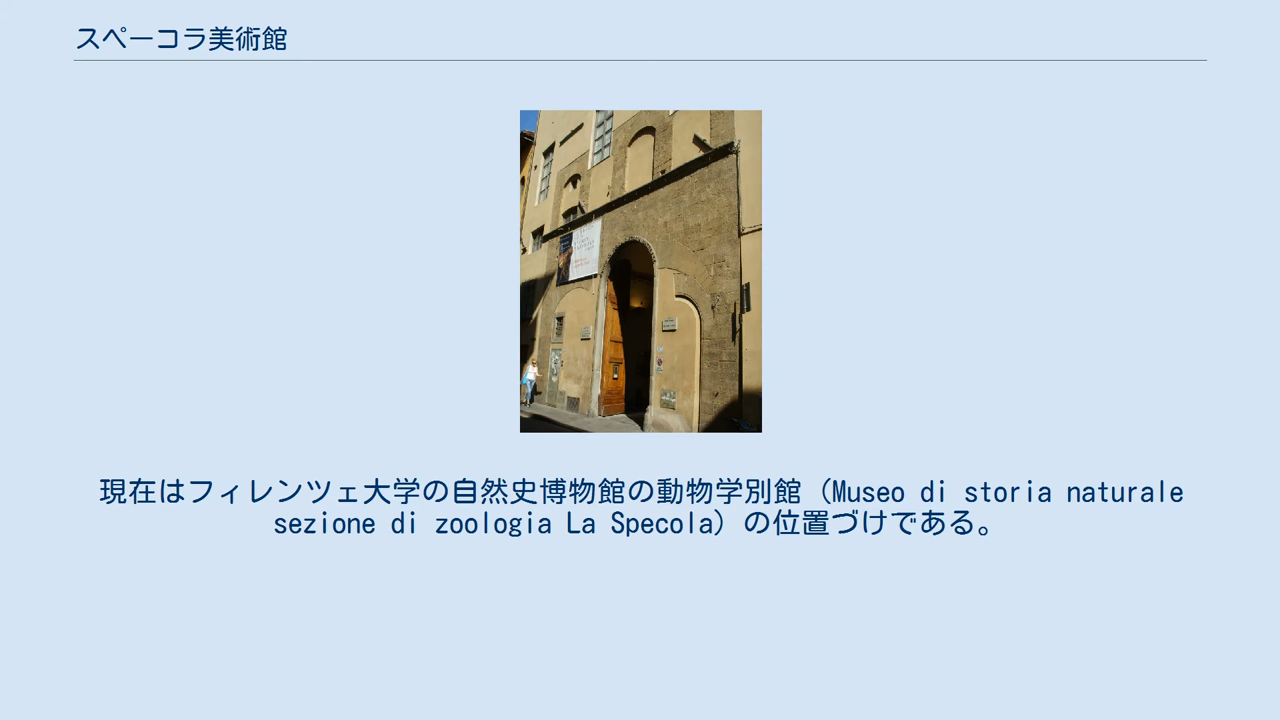 スペーコラ美術館
現在はフィレンツェ大学の自然史博物館の動物学別館（Museo di storia naturale
sezione di zoologia La Specola）の位置づけである。